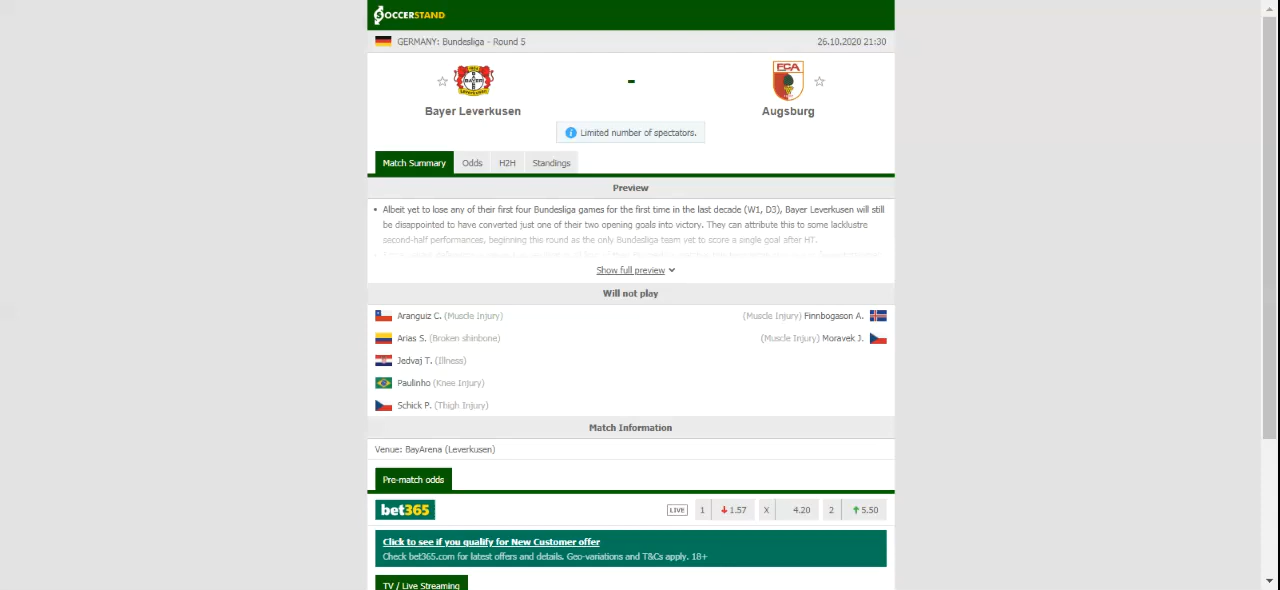 SOCCERSTAND
GERMANY: Bundesliga - Round 5 26.10.2020 21:30
BAYER FCA
-
Bayer Leverkusen Augsburg
Limited number of spectators.
Match Summary Odds H2H Standings
Preview
• Albeit yet to lose any of their first four Bundesliga games for the first time in the last decade (W1, D3), Bayer Leverkusen will still
be disappointed to have converted just one of their two opening goals into victory. They can attribute this to some lacklustre
second-half performances, beginning this round as the only Bundesliga team yet to score a single goal after HT.
Show full preview
Will not play
Aranguiz C. (Muscle Injury) (Muscle Injury) Finnbogason A.
Arias S. (Broken shinbone) (Muscle Injury) Moravek J.
Jedvaj T. (Illness)
Paulinho (Knee Injury)
Schick P. (Thigh Injury)
Match Information
Venue: BayArena (Leverkusen)
Pre-match odds
bet365 LIVE 1 1.57 X 4.20 2 5.50
Click to see if you qualify for New Customer offer
Check bet365.com for latest offers and details. Geo-variations and T&Cs apply. 18+
TV / Live Streaming